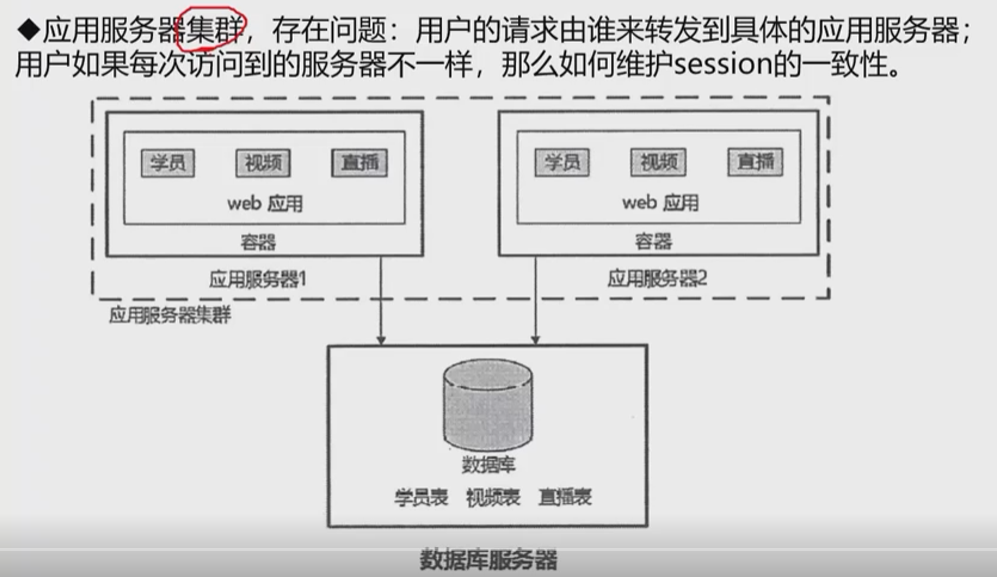 ◆应用服务器集群，存在问题：用户的请求由谁来转发到具体的应用服务器；
用户如果每次访问到的服务器不一样，那么如何维护session的一致性。
学员 视频 直播
web 应用
容器
应用服务器1
学员 视频 直播
web 应用
容器
应用服务器2
应用服务器集群
数据库
学员表 视频表 直播表
数据库服务器